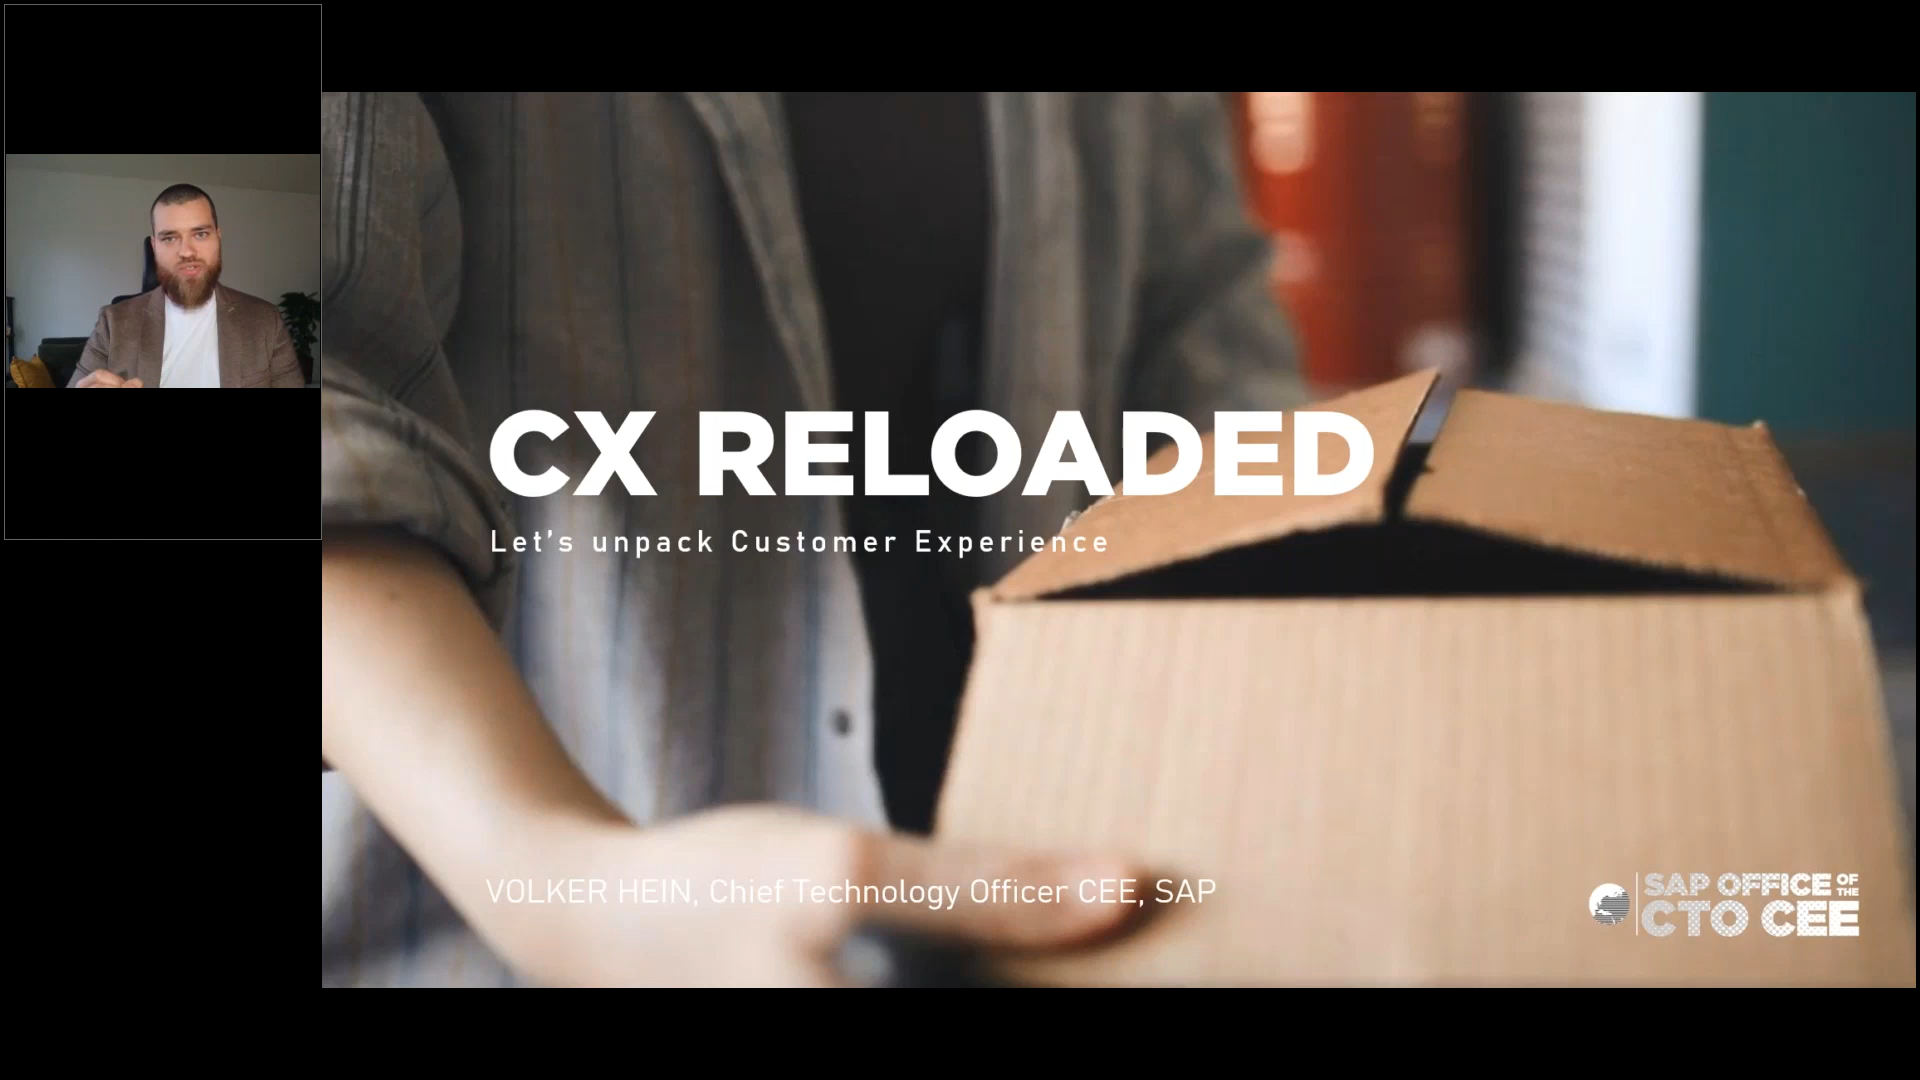 CX RELOADED
Let's unpack Customer Experience
VOLKER HEIN, Chief Technology Officer CEE, SAP
SAP OFFICE OF THE
CTO CEE